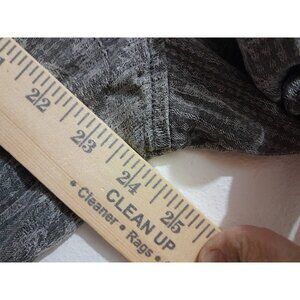 22 23 24 25
CLEAN UP
• Cleaner • Rags •